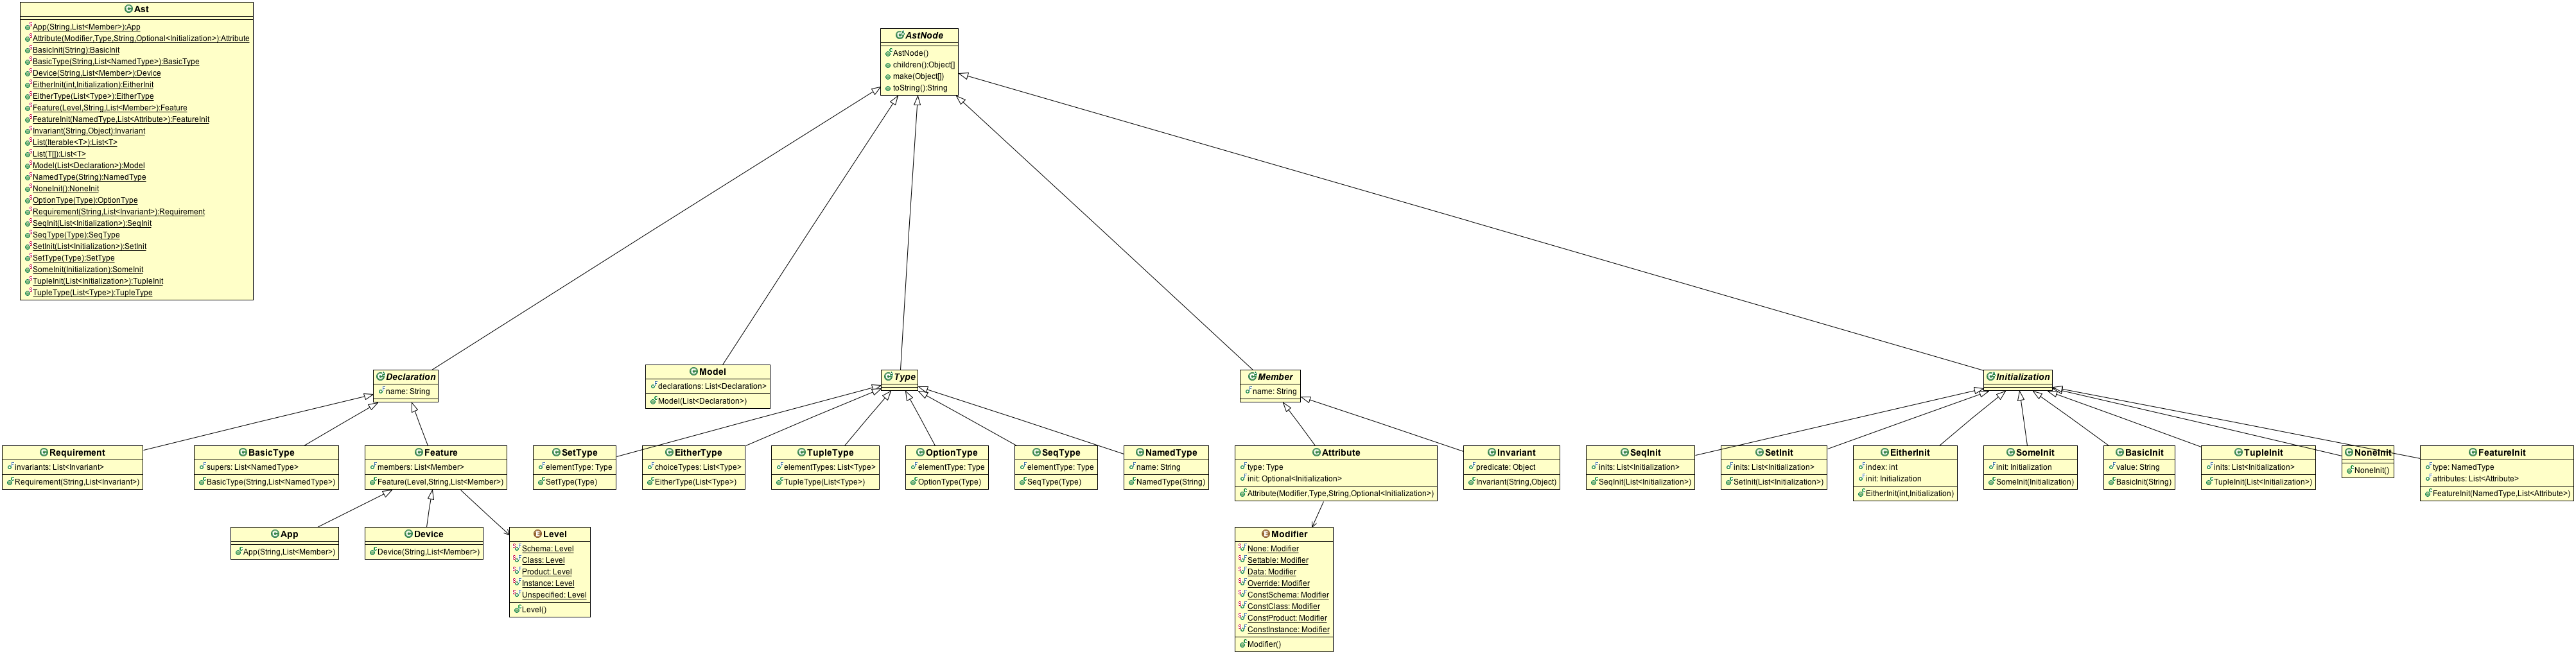 Ast
App(String,List<Member>):App
Attribute(Modifier,Type,String,Optional<Initialization>):Attribute
BasicInit(String):BasicInit
BasicType(String,List<NamedType>):BasicType
Device(String,List<Member>):Device
EitherInit(int,Initialization):EitherInit
EitherType(List<Type>):EitherType
Feature(Level,String,List<Member>):Feature
FeatureInit(NamedType,List<Attribute>):FeatureInit
Invariant(String,Object):Invariant
List(Iterable<T>):List<T>
List(T[]):List<T>
Model(List<Declaration>):Model
NamedType(String):NamedType
NoneInit():NoneInit
OptionType(Type):OptionType
Requirement(String,List<Invariant>):Requirement
SeqInit(List<Initialization>):SeqInit
SeqType(Type):SeqType
SetInit(List<Initialization>):SetInit
SetType(Type):SetType
SomeInit(Initialization):SomeInit
TupleInit(List<Initialization>):TupleInit
TupleType(List<Type>):TupleType
AstNode
AstNode()
children():Object[]
make(Object[])
toString():String
Declaration
name: String
Model
declarations: List<Declaration>
Model(List<Declaration>)
Type
Member
name: String
Initialization
Requirement
invariants: List<Invariant>
Requirement(String,List<Invariant>)
BasicType
supers: List<NamedType>
BasicType(String,List<NamedType>)
Feature
members: List<Member>
Feature(Level,String,List<Member>)
SetType
elementType: Type
SetType(Type)
EitherType
choiceTypes: List<Type>
EitherType(List<Type>)
TupleType
elementTypes: List<Type>
TupleType(List<Type>)
OptionType
elementType: Type
OptionType(Type)
SeqType
elementType: Type
SeqType(Type)
NamedType
name: String
NamedType(String)
Attribute
type: Type
init: Optional<Initialization>
Attribute(Modifier,Type,String,Optional<Initialization>)
Invariant
predicate: Object
Invariant(String,Object)
SeqInit
inits: List<Initialization>
SeqInit(List<Initialization>)
SetInit
inits: List<Initialization>
SetInit(List<Initialization>)
EitherInit
index: int
init: Initialization
EitherInit(int,Initialization)
SomeInit
init: Initialization
SomeInit(Initialization)
BasicInit
value: String
BasicInit(String)
TupleInit
inits: List<Initialization>
TupleInit(List<Initialization>)
NoneInit
NoneInit()
FeatureInit
type: NamedType
attributes: List<Attribute>
FeatureInit(NamedType,List<Attribute>)
App
App(String,List<Member>)
Device
Device(String,List<Member>)
Level
Schema: Level
Class: Level
Product: Level
Instance: Level
Unspecified: Level
Level()
Modifier
None: Modifier
Settable: Modifier
Data: Modifier
Override: Modifier
ConstSchema: Modifier
ConstClass: Modifier
ConstProduct: Modifier
ConstInstance: Modifier
Modifier()